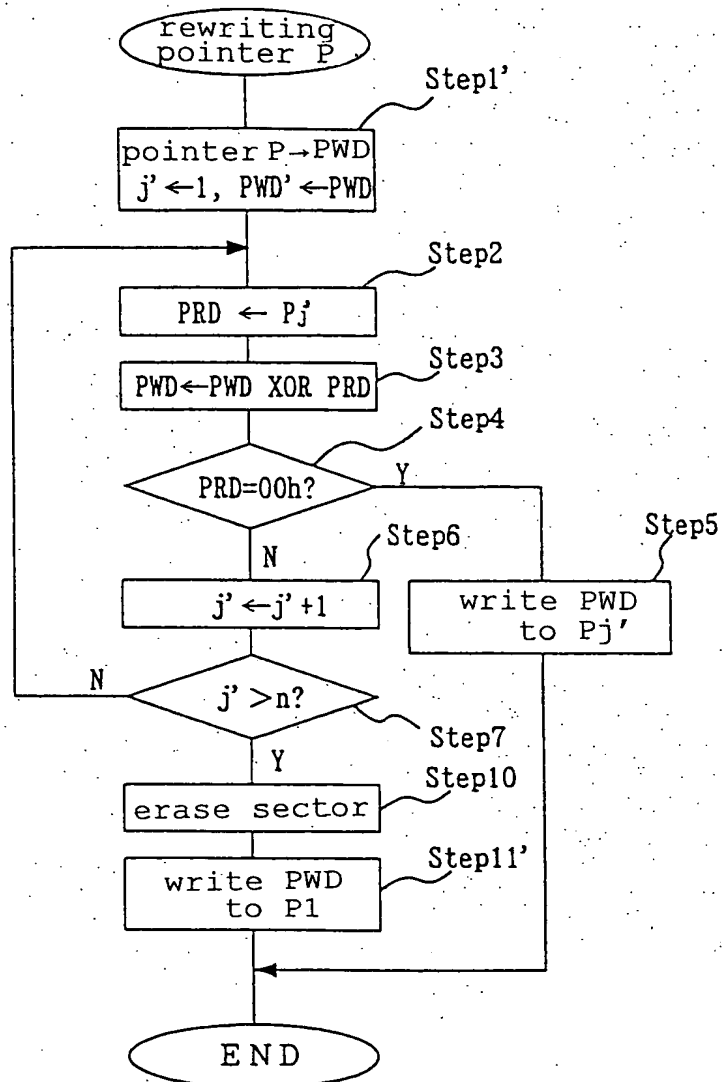 rewriting
pointer P
Step1'
pointer P→PWD
j'←1, PWD'←PWD
Step2
PRD ← Pj'
Step3
PWD←PWD XOR PRD
Step4
PRD=00h?
Y
N
Step6
Step5
j'←j'+1
write PWD
to Pj'
N
j'>n?
Step7
Y
Step10
erase sector
Step11'
write PWD
to P1
END